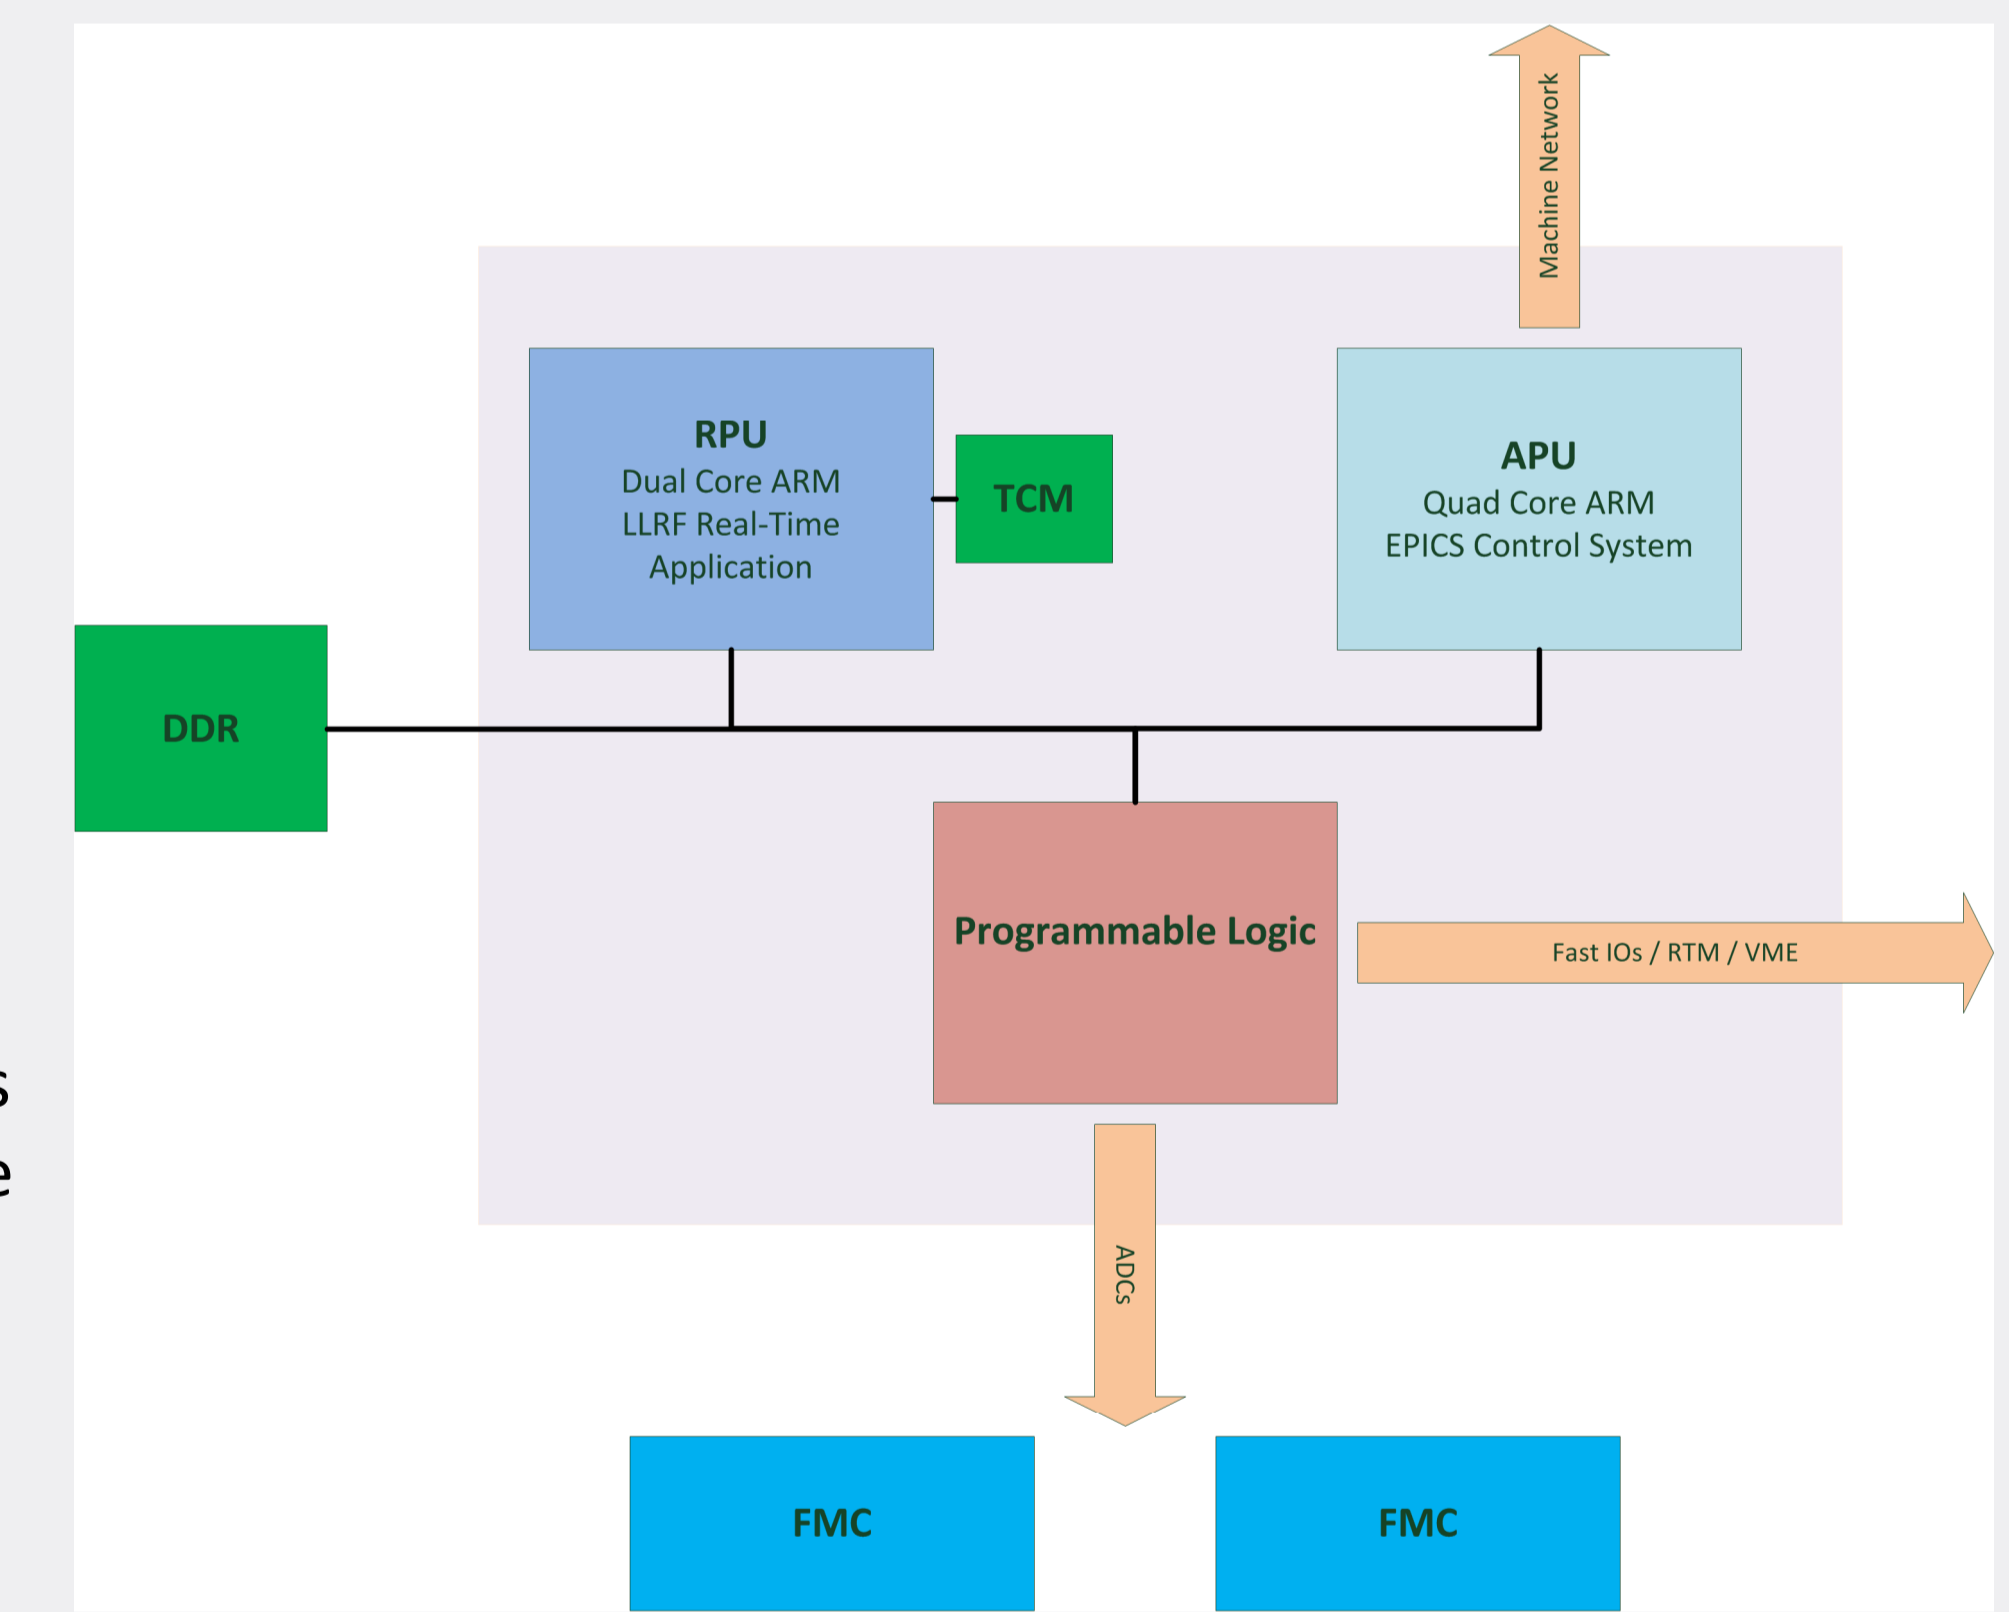 Machine Network
RPU
Dual Core ARM
LLRF Real-Time
Application
TCM
APU
Quad Core ARM
EPICS Control System
DDR
Programmable Logic
Fast IOs / RTM / VME
s
e
ADCs
FMC
FMC